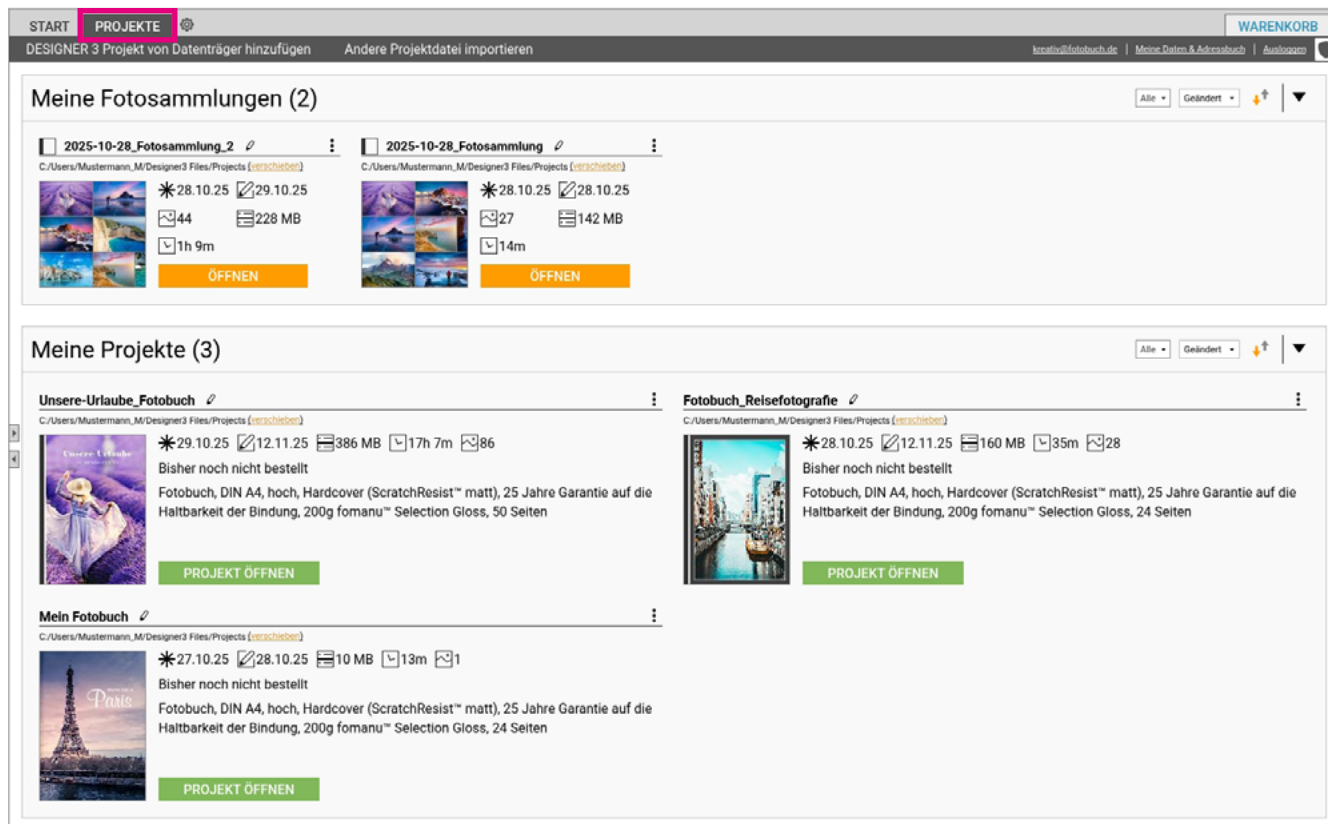 START PROJEKTE WARENKORB
DESIGNER 3 Projekt von Datenträger hinzufügen Andere Projektdatei importieren kreativ@fotobuch.de | Meine Daten & Adressbuch | Ausloggen
Meine Fotosammlungen (2) Alle Geändert
2025-10-28_Fotosammlung_2 2025-10-28_Fotosammlung
C:/Users/Mustermann_M/Designer3 Files/Projects (verschieben) C:/Users/Mustermann_M/Designer3 Files/Projects (verschieben)
28.10.25 29.10.25 28.10.25 28.10.25
44 228 MB 27 142 MB
1h 9m 14m
ÖFFNEN ÖFFNEN
Meine Projekte (3) Alle Geändert
Unsere-Urlaube_Fotobuch Fotobuch_Reisefotografie
C:/Users/Mustermann_M/Designer3 Files/Projects (verschieben) C:/Users/Mustermann_M/Designer3 Files/Projects (verschieben)
29.10.25 12.11.25 386 MB 17h 7m 86 28.10.25 12.11.25 160 MB 35m 28
Unsere Urlaube
Bisher noch nicht bestellt Bisher noch nicht bestellt
Fotobuch, DIN A4, hoch, Hardcover (ScratchResist™ matt), 25 Jahre Garantie auf die Fotobuch, DIN A4, hoch, Hardcover (ScratchResist™ matt), 25 Jahre Garantie auf die
Haltbarkeit der Bindung, 200g fomanu™ Selection Gloss, 50 Seiten Haltbarkeit der Bindung, 200g fomanu™ Selection Gloss, 24 Seiten
PROJEKT ÖFFNEN PROJEKT ÖFFNEN
Mein Fotobuch
C:/Users/Mustermann_M/Designer3 Files/Projects (verschieben)
27.10.25 28.10.25 10 MB 13m 1
Bisher noch nicht bestellt
Paris
Fotobuch, DIN A4, hoch, Hardcover (ScratchResist™ matt), 25 Jahre Garantie auf die
Haltbarkeit der Bindung, 200g fomanu™ Selection Gloss, 24 Seiten
PROJEKT ÖFFNEN